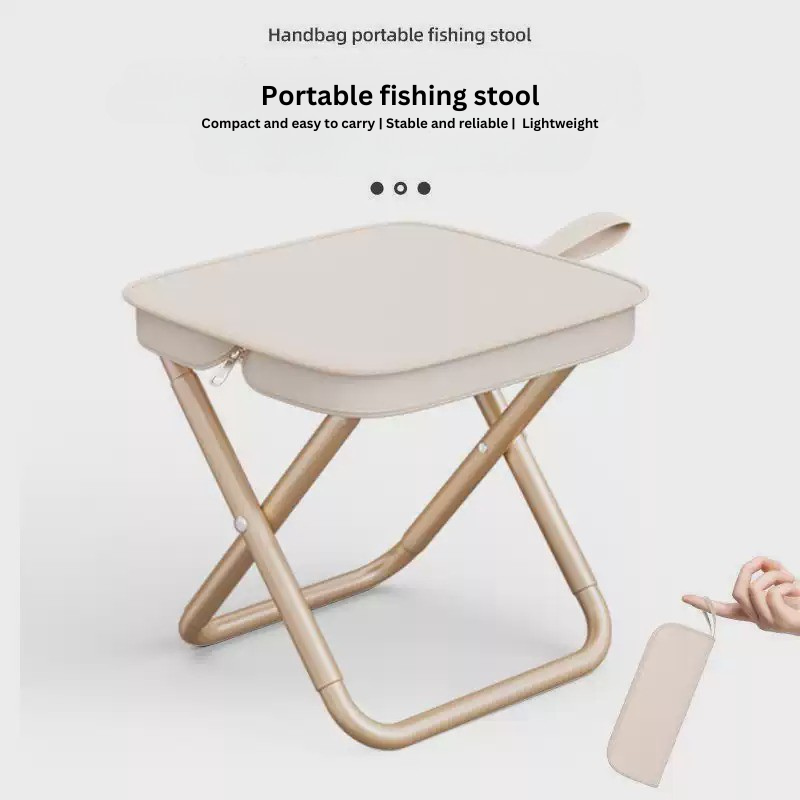 Handbag portable fishing stool
Portable fishing stool
Compact and easy to carry | Stable and reliable | Lightweight